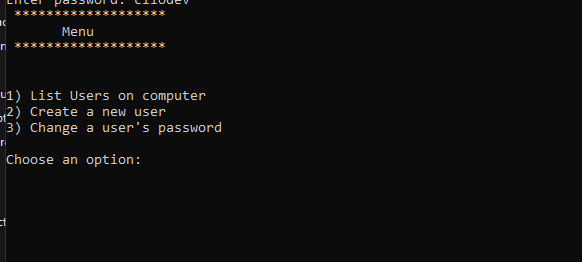 Enter password: cliodev
*******************
Menu
*******************
1) List Users on computer
2) Create a new user
3) Change a user's password
Choose an option: